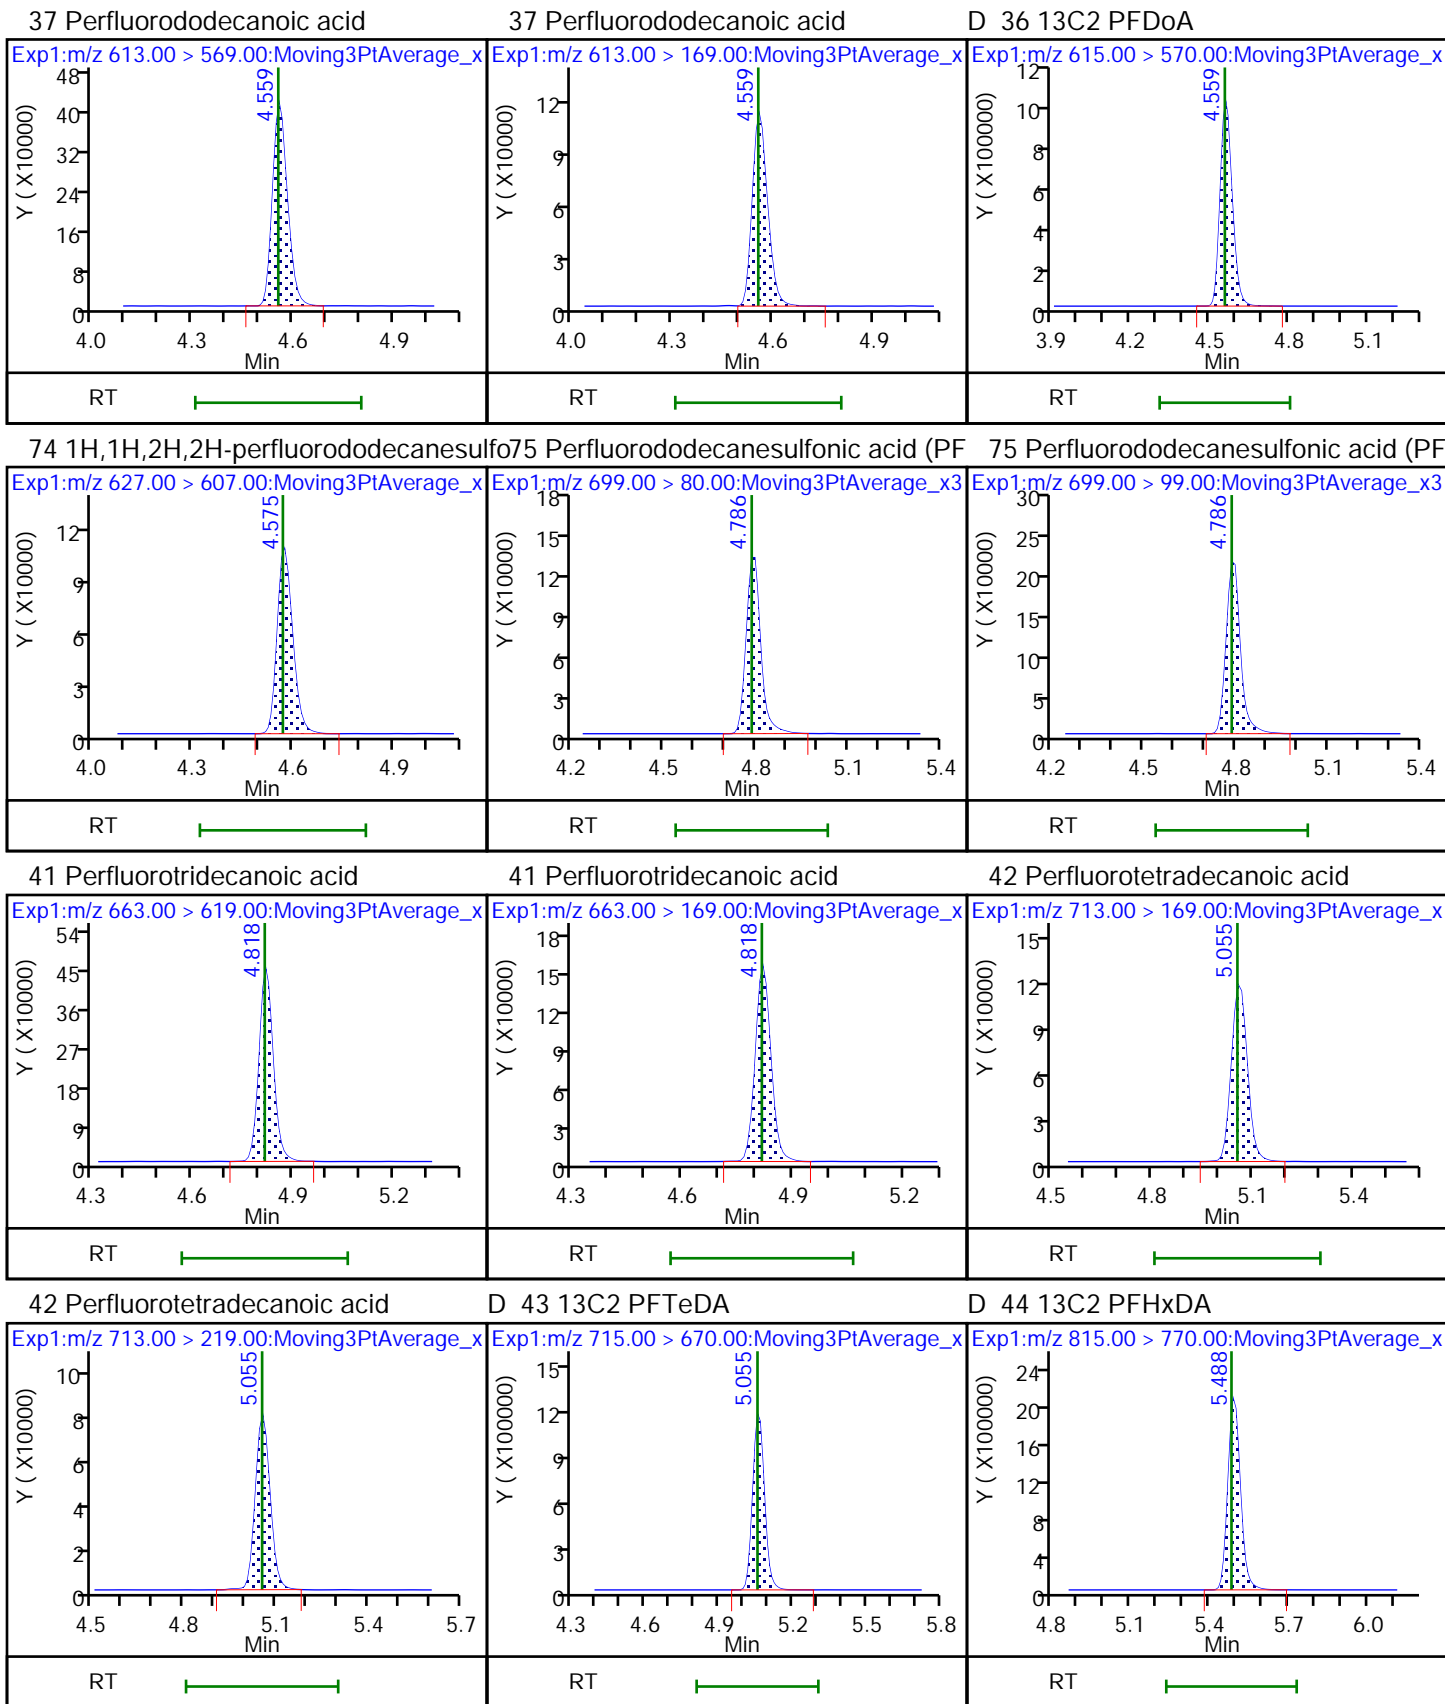 37 Perfluorododecanoic acid
Exp1:m/z 613.00 > 569.00:Moving3PtAverage_x
Y ( X10000)
48
40
32
24
16
8
0
4.559
4.0 4.3 4.6 4.9
Min
RT
37 Perfluorododecanoic acid
Exp1:m/z 613.00 > 169.00:Moving3PtAverage_x
Y ( X10000)
12
9
6
3
0
4.559
4.0 4.3 4.6 4.9
Min
RT
D 36 13C2 PFDoA
Exp1:m/z 615.00 > 570.00:Moving3PtAverage_x
Y ( X100000)
12
10
8
6
4
2
0
4.559
3.9 4.2 4.5 4.8 5.1
Min
RT
74 1H,1H,2H,2H-perfluorododecanesulfo
Exp1:m/z 627.00 > 607.00:Moving3PtAverage_x
Y ( X10000)
12
9
6
3
0
4.575
4.0 4.3 4.6 4.9
Min
RT
75 Perfluorododecanesulfonic acid (PF
Exp1:m/z 699.00 > 80.00:Moving3PtAverage_x3
Y ( X10000)
18
15
12
9
6
3
0
4.786
4.2 4.5 4.8 5.1 5.4
Min
RT
75 Perfluorododecanesulfonic acid (PF
Exp1:m/z 699.00 > 99.00:Moving3PtAverage_x3
Y ( X10000)
30
25
20
15
10
5
0
4.786
4.2 4.5 4.8 5.1 5.4
Min
RT
41 Perfluorotridecanoic acid
Exp1:m/z 663.00 > 619.00:Moving3PtAverage_x
Y ( X10000)
54
45
36
27
18
9
0
4.818
4.3 4.6 4.9 5.2
Min
RT
41 Perfluorotridecanoic acid
Exp1:m/z 663.00 > 169.00:Moving3PtAverage_x
Y ( X10000)
18
15
12
9
6
3
0
4.818
4.3 4.6 4.9 5.2
Min
RT
42 Perfluorotetradecanoic acid
Exp1:m/z 713.00 > 169.00:Moving3PtAverage_x
Y ( X10000)
15
12
9
6
3
0
5.055
4.5 4.8 5.1 5.4
Min
RT
42 Perfluorotetradecanoic acid
Exp1:m/z 713.00 > 219.00:Moving3PtAverage_x
Y ( X10000)
10
8
6
4
2
0
5.055
4.5 4.8 5.1 5.4 5.7
Min
RT
D 43 13C2 PFTeDA
Exp1:m/z 715.00 > 670.00:Moving3PtAverage_x
Y ( X100000)
15
12
9
6
3
0
5.055
4.3 4.6 4.9 5.2 5.5 5.8
Min
RT
D 44 13C2 PFHxDA
Exp1:m/z 815.00 > 770.00:Moving3PtAverage_x
Y ( X100000)
24
20
16
12
8
4
0
5.488
4.8 5.1 5.4 5.7 6.0
Min
RT